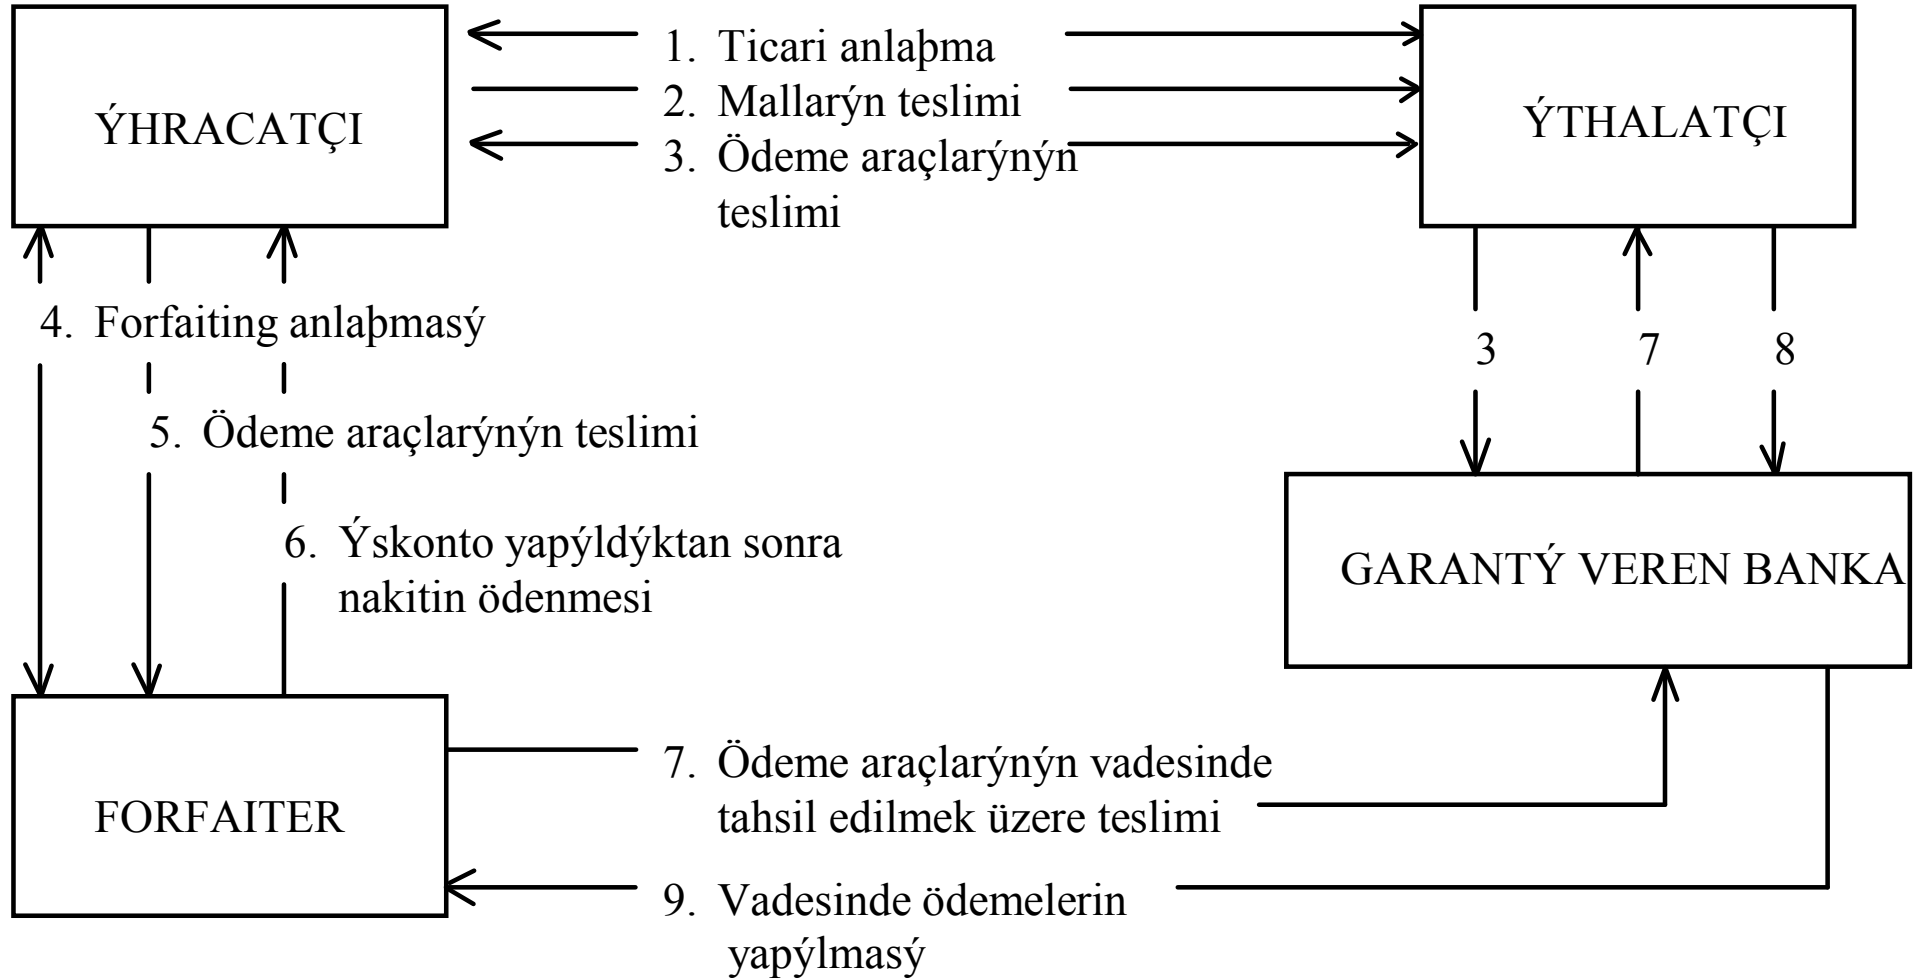 1. Ticari anlaþma
2. Mallarýn teslimi
3. Ödeme araçlarýnýn
teslimi
ÝHRACATÇI
ÝTHALATÇI
4. Forfaiting anlaþmasý
3
7
8
5. Ödeme araçlarýnýn teslimi
6. Ýskonto yapýldýktan sonra
nakitin ödenmesi
GARANTÝ VEREN BANKA
FORFAITER
7. Ödeme araçlarýnýn vadesinde
tahsil edilmek üzere teslimi
9. Vadesinde ödemelerin
yapýlmasý